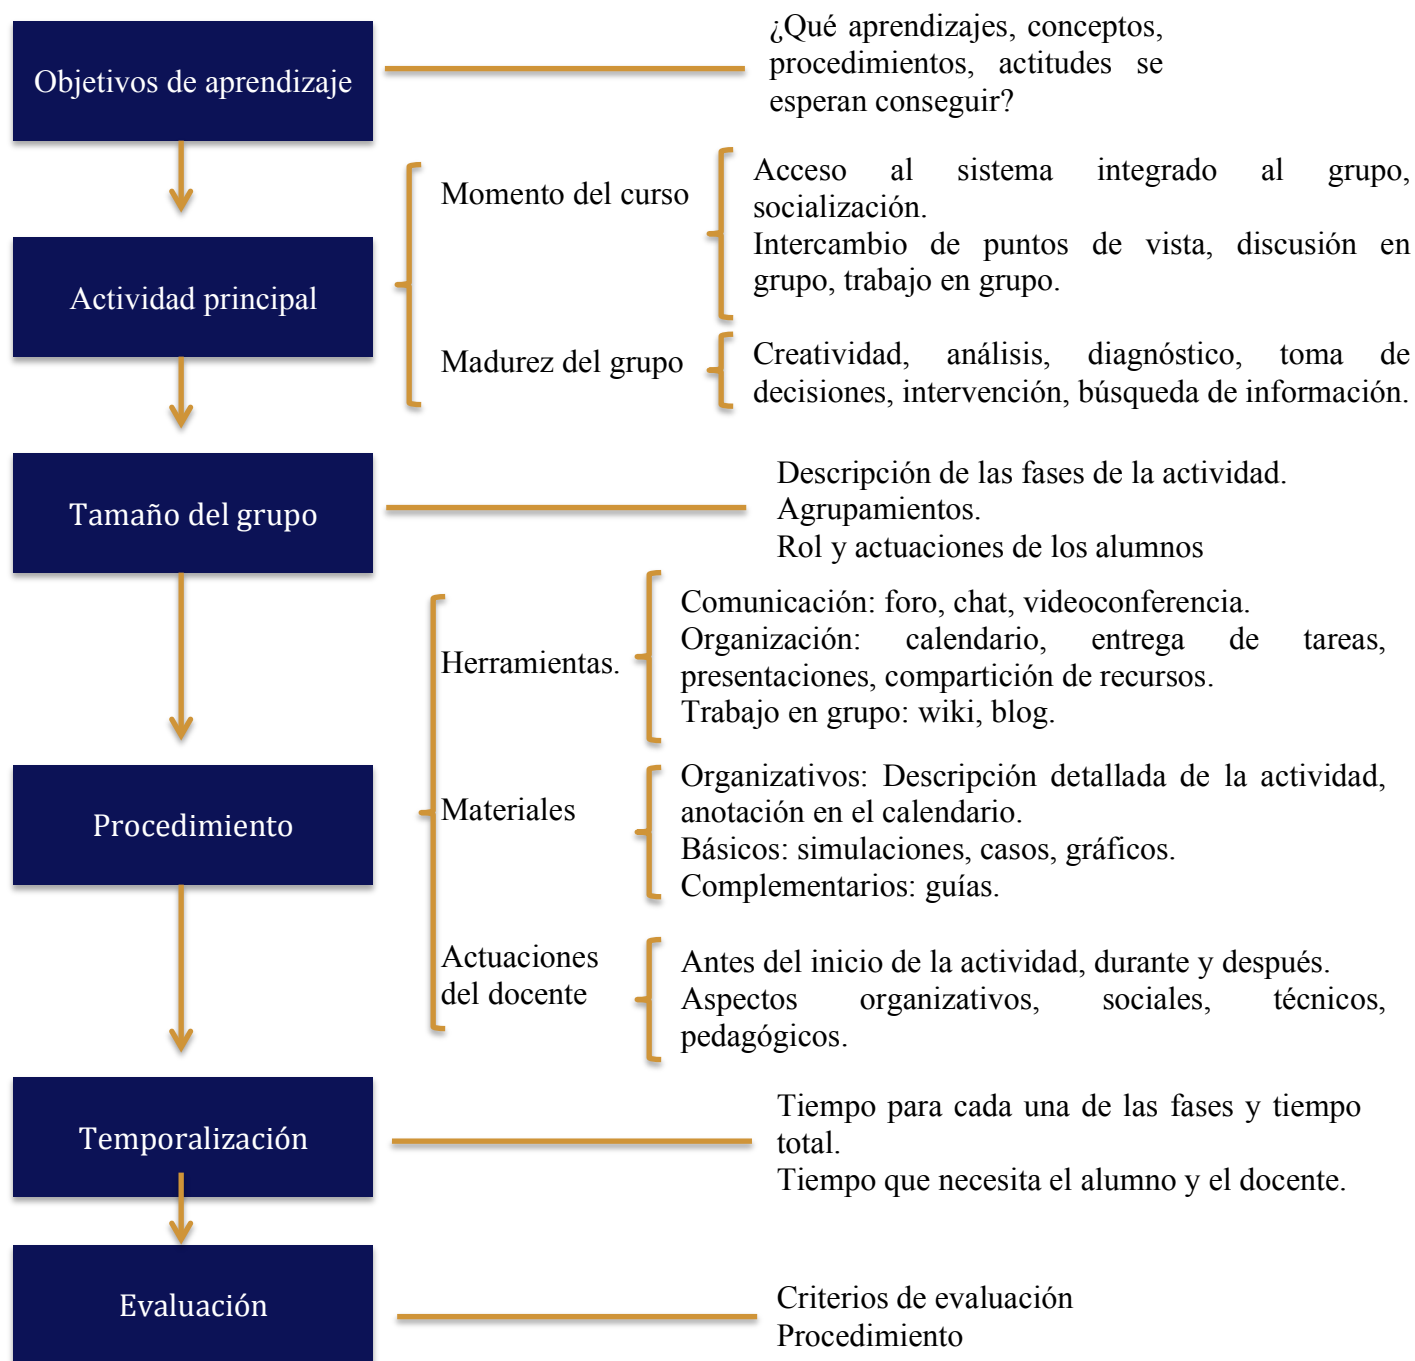 Objetivos de aprendizaje
¿Qué aprendizajes, conceptos,
procedimientos, actitudes se
esperan conseguir?
Actividad principal
Momento del curso
Acceso al sistema integrado al grupo,
socialización.
Intercambio de puntos de vista, discusión en
grupo, trabajo en grupo.
Madurez del grupo
Creatividad, análisis, diagnóstico, toma de
decisiones, intervención, búsqueda de información.
Tamaño del grupo
Descripción de las fases de la actividad.
Agrupamientos.
Rol y actuaciones de los alumnos
Procedimiento
Herramientas.
Comunicación: foro, chat, videoconferencia.
Organización: calendario, entrega de tareas,
presentaciones, compartición de recursos.
Trabajo en grupo: wiki, blog.
Materiales
Organizativos: Descripción detallada de la actividad,
anotación en el calendario.
Básicos: simulaciones, casos, gráficos.
Complementarios: guías.
Actuaciones
del docente
Antes del inicio de la actividad, durante y después.
Aspectos organizativos, sociales, técnicos,
pedagógicos.
Temporalización
Tiempo para cada una de las fases y tiempo
total.
Tiempo que necesita el alumno y el docente.
Evaluación
Criterios de evaluación
Procedimiento